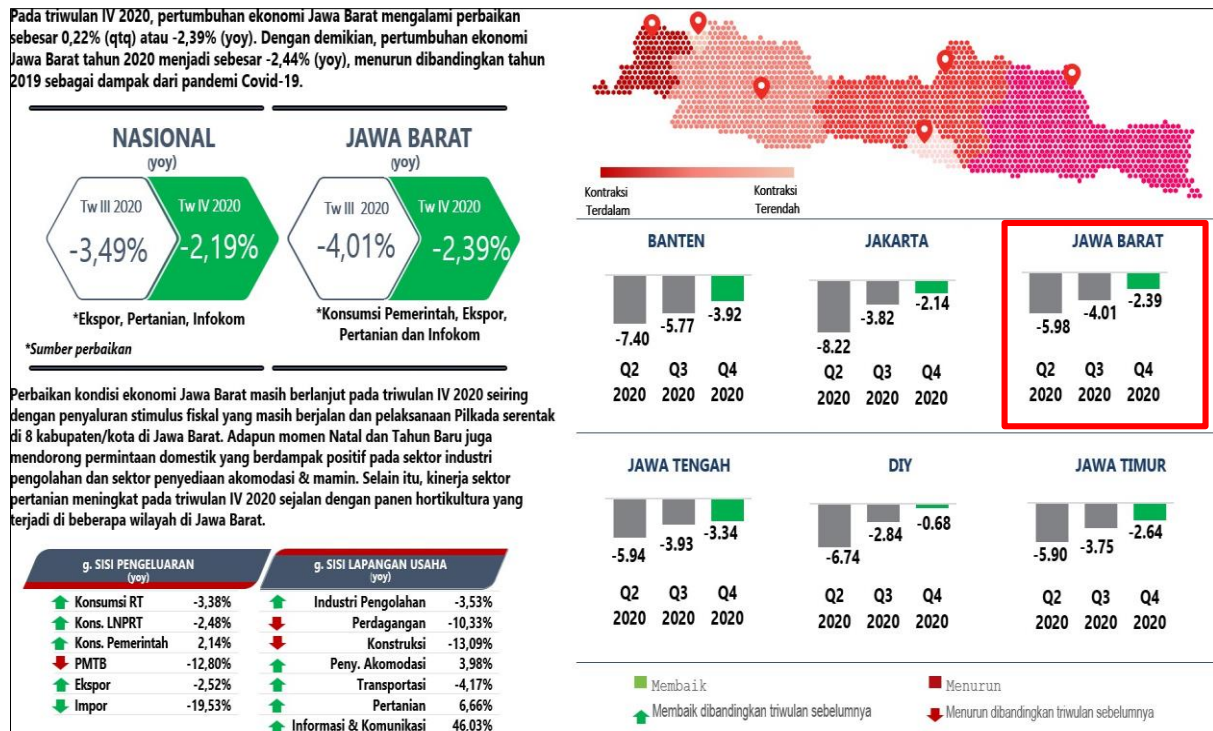 Pada triwulan IV 2020, pertumbuhan ekonomi Jawa Barat mengalami perbaikan
sebesar 0,22% (qtq) atau -2,39% (yoy). Dengan demikian, pertumbuhan ekonomi
Jawa Barat tahun 2020 menjadi sebesar -2,44% (yoy), menurun dibandingkan tahun
2019 sebagai dampak dari pandemi Covid-19.
NASIONAL
(yoy)
Tw III 2020
-3,49%
Tw IV 2020
-2,19%
*Ekspor, Pertanian, Infokom
JAWA BARAT
(yoy)
Tw III 2020
-4,01%
Tw IV 2020
-2,39%
*Konsumsi Pemerintah, Ekspor,
Pertanian dan Infokom
*Sumber perbaikan
Perbaikan kondisi ekonomi Jawa Barat masih berlanjut pada triwulan IV 2020 seiring
dengan penyaluran stimulus fiskal yang masih berjalan dan pelaksanaan Pilkada serentak
di 8 kabupaten/kota di Jawa Barat. Adapun momen Natal dan Tahun Baru juga
mendorong permintaan domestik yang berdampak positif pada sektor industri
pengolahan dan sektor penyediaan akomodasi & mamin. Selain itu, kinerja sektor
pertanian meningkat pada triwulan IV 2020 sejalan dengan panen hortikultura yang
terjadi di beberapa wilayah di Jawa Barat.
g. SISI PENGELUARAN
(yoy)
Konsumsi RT -3,38%
Kons. LNPRT -2,48%
Kons. Pemerintah 2,14%
PMTB -12,80%
Ekspor -2,52%
Impor -19,53%
g. SISI LAPANGAN USAHA
(yoy)
Industri Pengolahan -3,53%
Perdagangan -10,33%
Konstruksi -13,09%
Peny. Akomodasi 3,98%
Transportasi -4,17%
Pertanian 6,66%
Informasi & Komunikasi 46.03%
Kontraksi
Terdalam
Kontraksi
Terendah
BANTEN
-7.40 -5.77 -3.92
Q2 Q3 Q4
2020 2020 2020
JAKARTA
-8.22 -3.82 -2.14
Q2 Q3 Q4
2020 2020 2020
JAWA BARAT
-5.98 -4.01 -2.39
Q2 Q3 Q4
2020 2020 2020
JAWA TENGAH
-5.94 -3.93 -3.34
Q2 Q3 Q4
2020 2020 2020
DIY
-6.74 -2.84 -0.68
Q2 Q3 Q4
2020 2020 2020
JAWA TIMUR
-5.90 -3.75 -2.64
Q2 Q3 Q4
2020 2020 2020
Membaik
Menurun
Membaik dibandingkan triwulan sebelumnya
Menurun dibandingkan triwulan sebelumnya